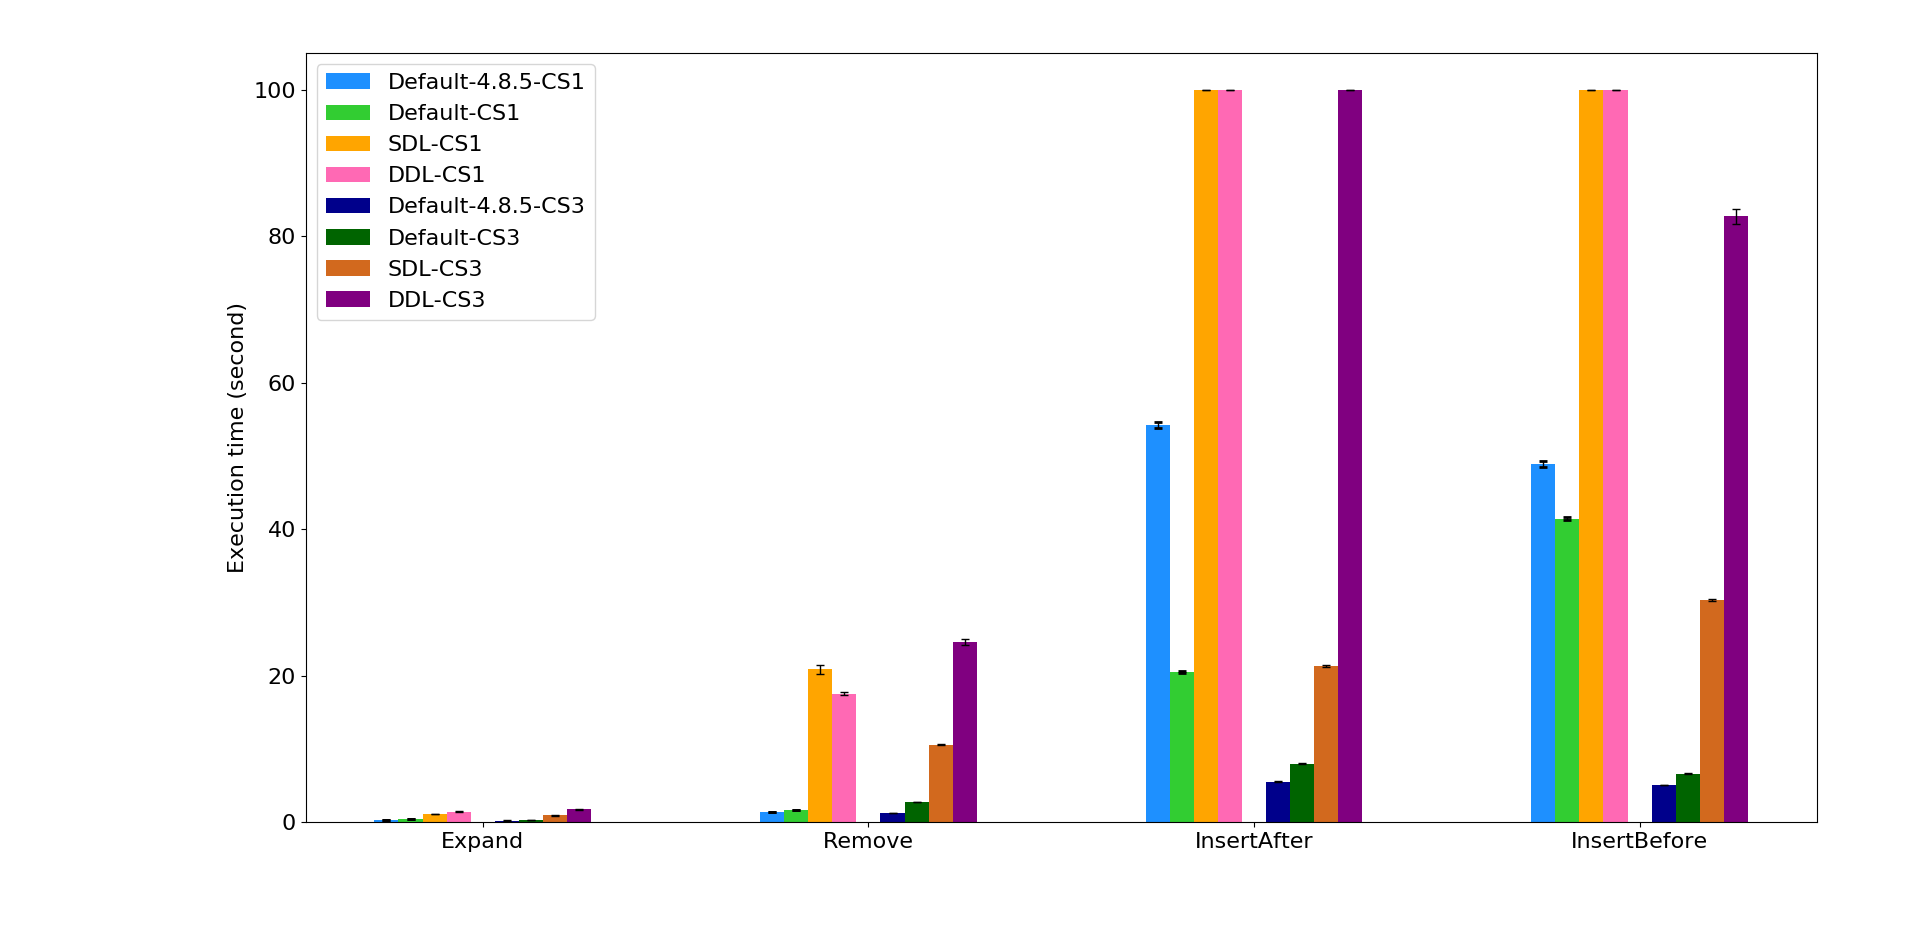 Default-4.8.5-CS1
Default-CS1
SDL-CS1
DDL-CS1
Default-4.8.5-CS3
Default-CS3
SDL-CS3
DDL-CS3
Execution time (second)
100
80
60
40
20
0
Expand Remove InsertAfter InsertBefore